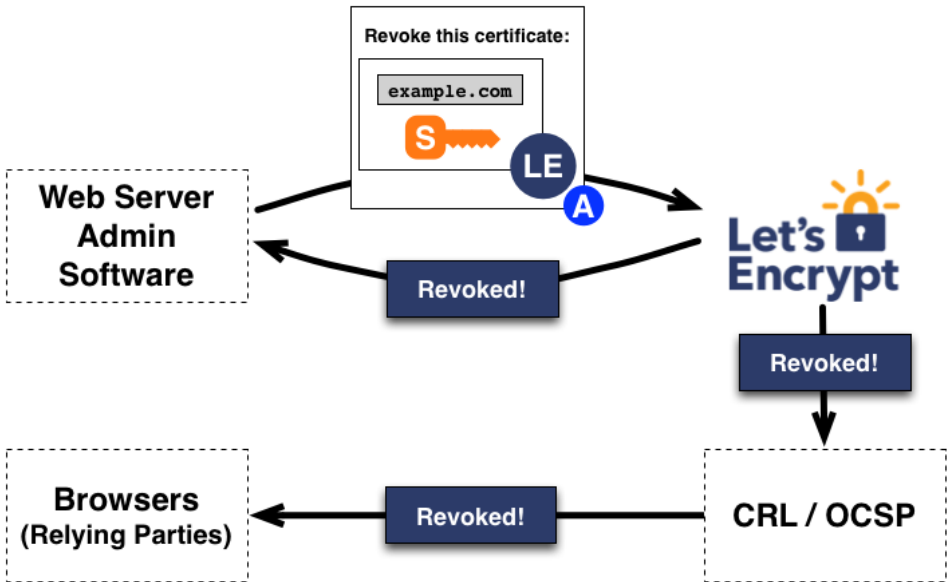 Revoke this certificate:
example.com
S
LE
A
Web Server
Admin
Software
Let's
Encrypt
Revoked!
Revoked!
Browsers
(Relying Parties)
Revoked!
CRL / OCSP